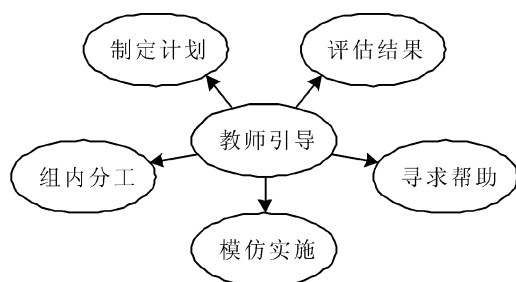 制定计划
评估结果
教师引导
组内分工
寻求帮助
模仿实施